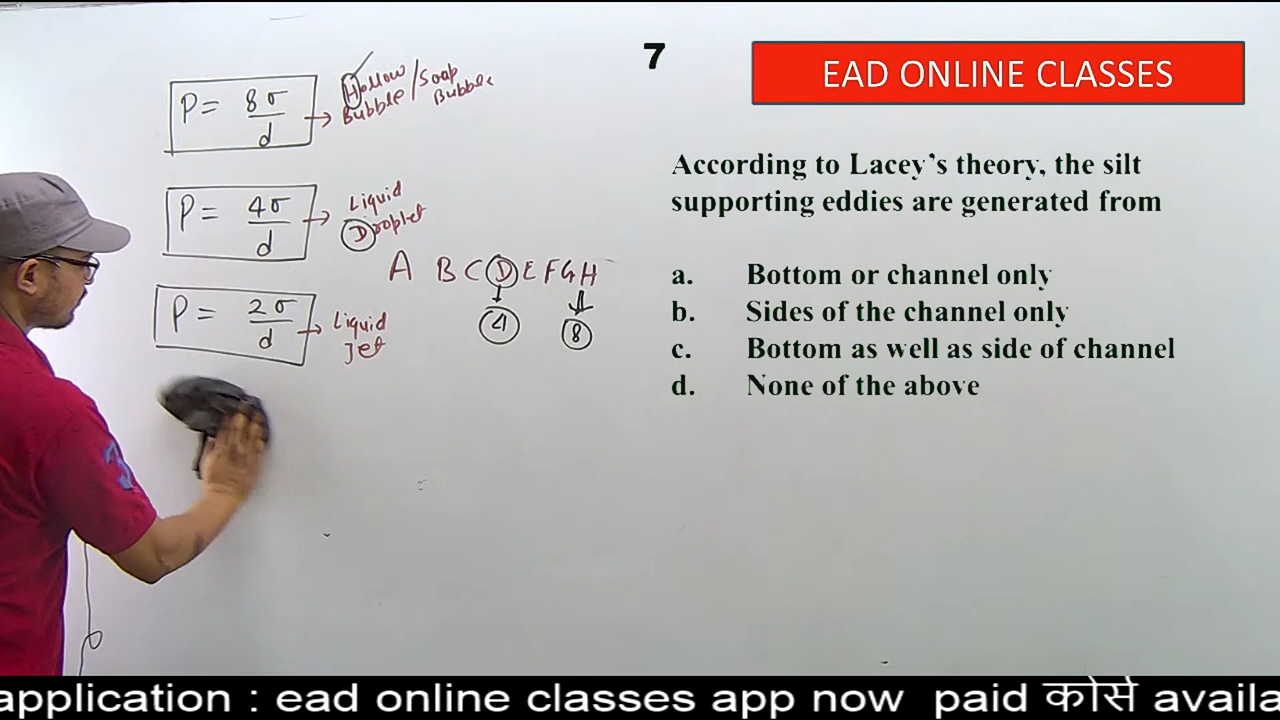 P = 8σ/d → Hollow Bubble / Soap Bubble
P = 4σ/d → Liquid Droplet
P = 2σ/d → Liquid Jet
A B C D E F G H
4 8
7
EAD ONLINE CLASSES
According to Lacey’s theory, the silt
supporting eddies are generated from
a. Bottom or channel only
b. Sides of the channel only
c. Bottom as well as side of channel
d. None of the above
application : ead online classes app now paid कोर्स availa